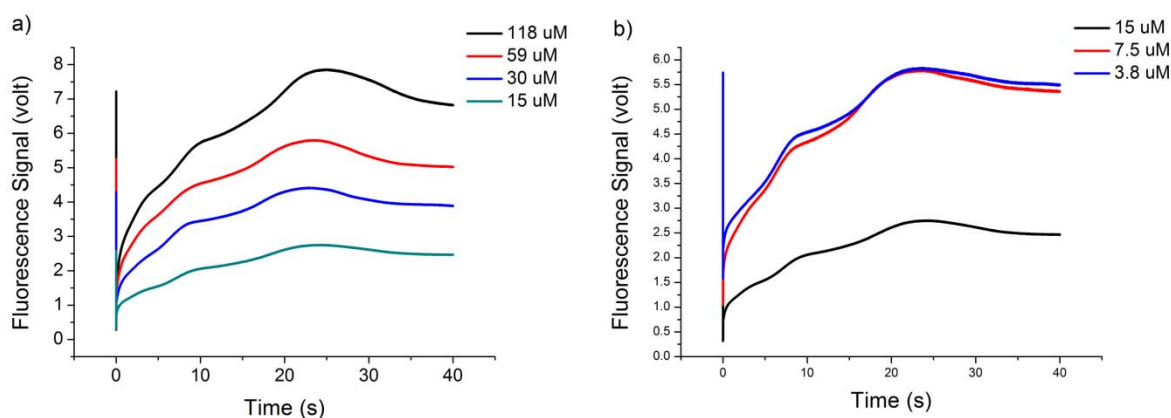 a)
118 uM
59 uM
30 uM
15 uM
8
7
6
5
4
3
2
1
0
Fluorescence Signal (volt)
0 10 20 30 40
Time (s)
b)
15 uM
7.5 uM
3.8 uM
6.0
5.5
5.0
4.5
4.0
3.5
3.0
2.5
2.0
1.5
1.0
0.5
0.0
Fluorescence Signal (volt)
0 10 20 30 40
Time (s)